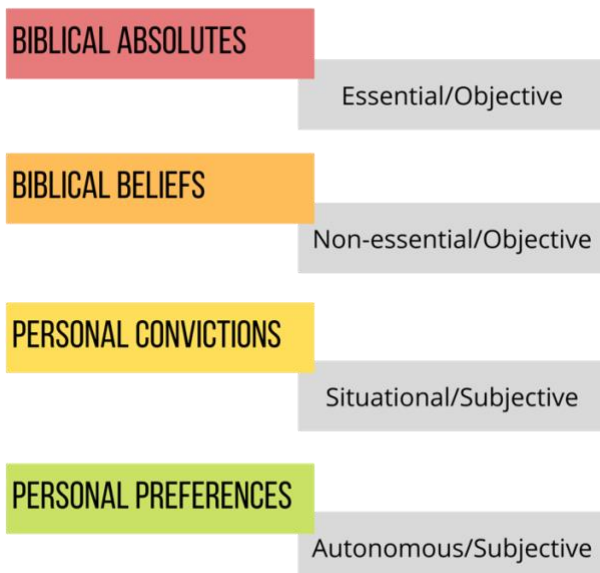 BIBLICAL ABSOLUTES
Essential/Objective
BIBLICAL BELIEFS
Non-essential/Objective
PERSONAL CONVICTIONS
Situational/Subjective
PERSONAL PREFERENCES
Autonomous/Subjective